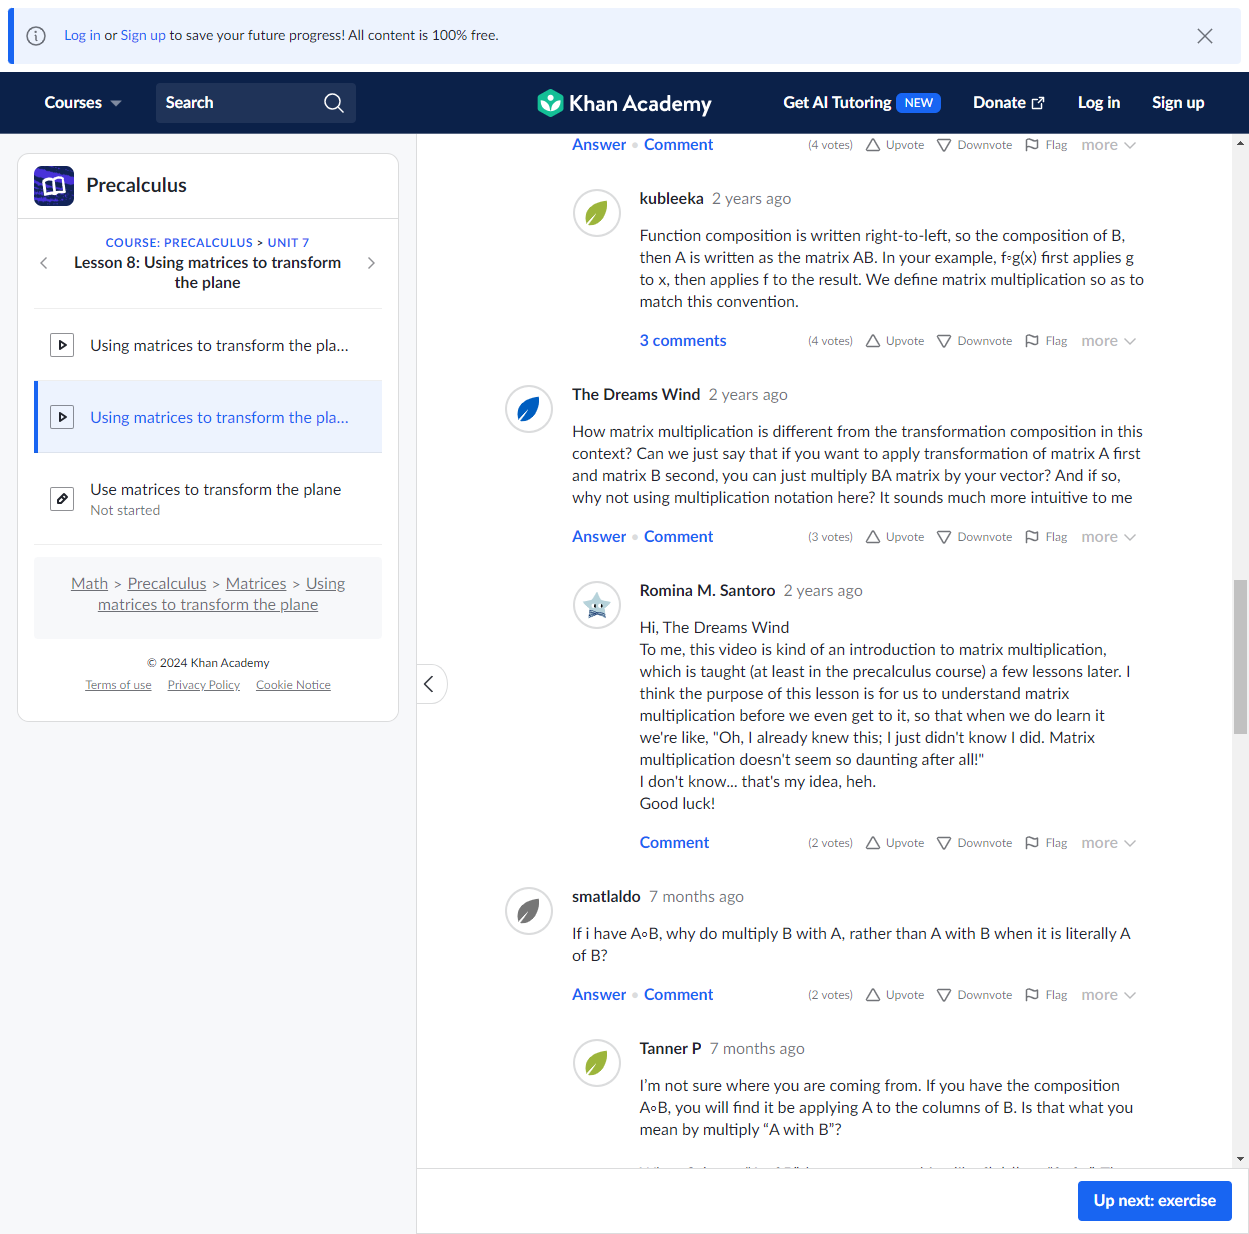 Log in or Sign up to save your future progress! All content is 100% free.
Courses
Search
Khan Academy
Get AI Tutoring NEW
Donate
Log in
Sign up
Precalculus
COURSE: PRECALCULUS > UNIT 7
Lesson 8: Using matrices to transform
the plane
Using matrices to transform the pla...
Using matrices to transform the pla...
Use matrices to transform the plane
Not started
Math > Precalculus > Matrices > Using
matrices to transform the plane
© 2024 Khan Academy
Terms of use Privacy Policy Cookie Notice
Answer • Comment (4 votes) Upvote Downvote Flag more
kubleeka 2 years ago
Function composition is written right-to-left, so the composition of B,
then A is written as the matrix AB. In your example, f∘g(x) first applies g
to x, then applies f to the result. We define matrix multiplication so as to
match this convention.
3 comments (4 votes) Upvote Downvote Flag more
The Dreams Wind 2 years ago
How matrix multiplication is different from the transformation composition in this
context? Can we just say that if you want to apply transformation of matrix A first
and matrix B second, you can just multiply BA matrix by your vector? And if so,
why not using multiplication notation here? It sounds much more intuitive to me
Answer • Comment (3 votes) Upvote Downvote Flag more
Romina M. Santoro 2 years ago
Hi, The Dreams Wind
To me, this video is kind of an introduction to matrix multiplication,
which is taught (at least in the precalculus course) a few lessons later. I
think the purpose of this lesson is for us to understand matrix
multiplication before we even get to it, so that when we do learn it
we're like, "Oh, I already knew this; I just didn't know I did. Matrix
multiplication doesn't seem so daunting after all!"
I don't know... that's my idea, heh.
Good luck!
Comment (2 votes) Upvote Downvote Flag more
smatlaldo 7 months ago
If i have A∘B, why do multiply B with A, rather than A with B when it is literally A
of B?
Answer • Comment (2 votes) Upvote Downvote Flag more
Tanner P 7 months ago
I’m not sure where you are coming from. If you have the composition
A∘B, you will find it be applying A to the columns of B. Is that what you
mean by multiply “A with B”?
Up next: exercise